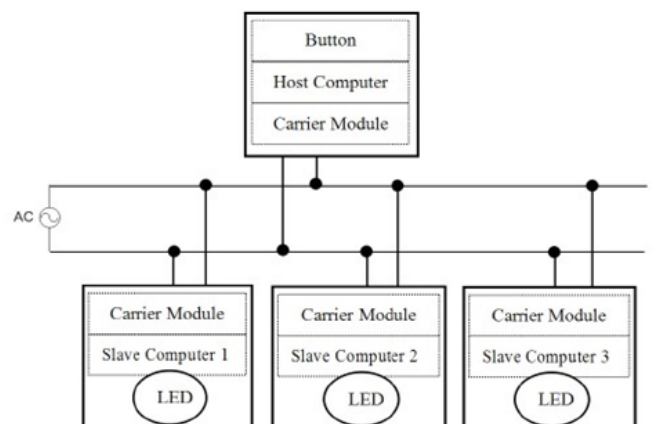 Button
Host Computer
Carrier Module
AC
Carrier Module
Slave Computer 1
LED
Carrier Module
Slave Computer 2
LED
Carrier Module
Slave Computer 3
LED